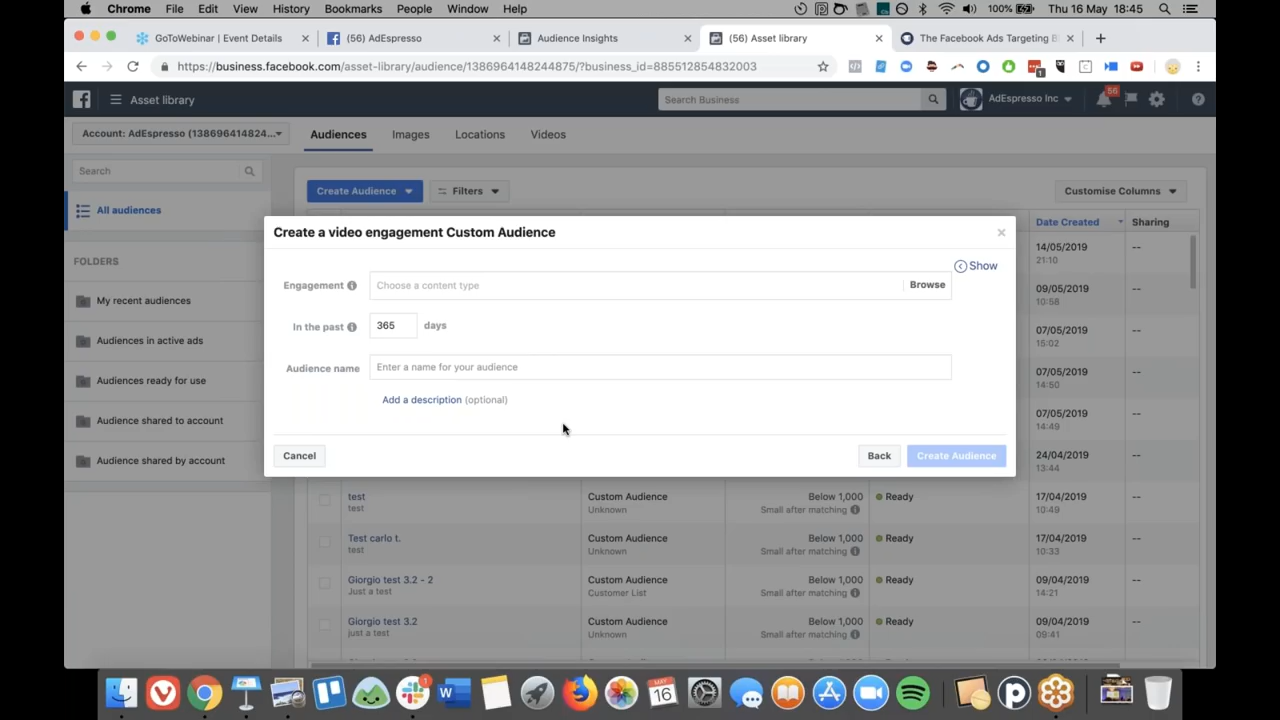 Chrome File Edit View History Bookmarks People Window Help 100% Thu 16 May 18:45
GoToWebinar | Event Details (56) AdEspresso Audience Insights (56) Asset library The Facebook Ads Targeting B
https://business.facebook.com/asset-library/audience/1386964148244875/?business_id=885512854832003
Asset library Search Business AdEspresso Inc 56
Account: AdEspresso (138696414824... Audiences Images Locations Videos
Search
Create Audience Filters Customise Columns
All audiences
Date Created Sharing
FOLDERS
My recent audiences
Audiences in active ads
Audiences ready for use
Audience shared to account
Audience shared by account
Create a video engagement Custom Audience
Show
Engagement Choose a content type Browse
In the past 365 days
Audience name Enter a name for your audience
Add a description (optional)
Cancel Back Create Audience
14/05/2019 --
21:10
09/05/2019 --
10:58
07/05/2019 --
15:02
07/05/2019 --
14:50
07/05/2019 --
14:49
24/04/2019 --
13:44
test Custom Audience Below 1,000 Ready 17/04/2019 --
test Unknown Small after matching 10:49
Test carlo t. Custom Audience Below 1,000 Ready 17/04/2019 --
test Unknown Small after matching 10:33
Giorgio test 3.2 - 2 Custom Audience Below 1,000 Ready 09/04/2019 --
Just a test Customer List Small after matching 14:21
Giorgio test 3.2 Custom Audience Below 1,000 Ready 09/04/2019 --
just a test Unknown Small after matching 09:41
MAY
16